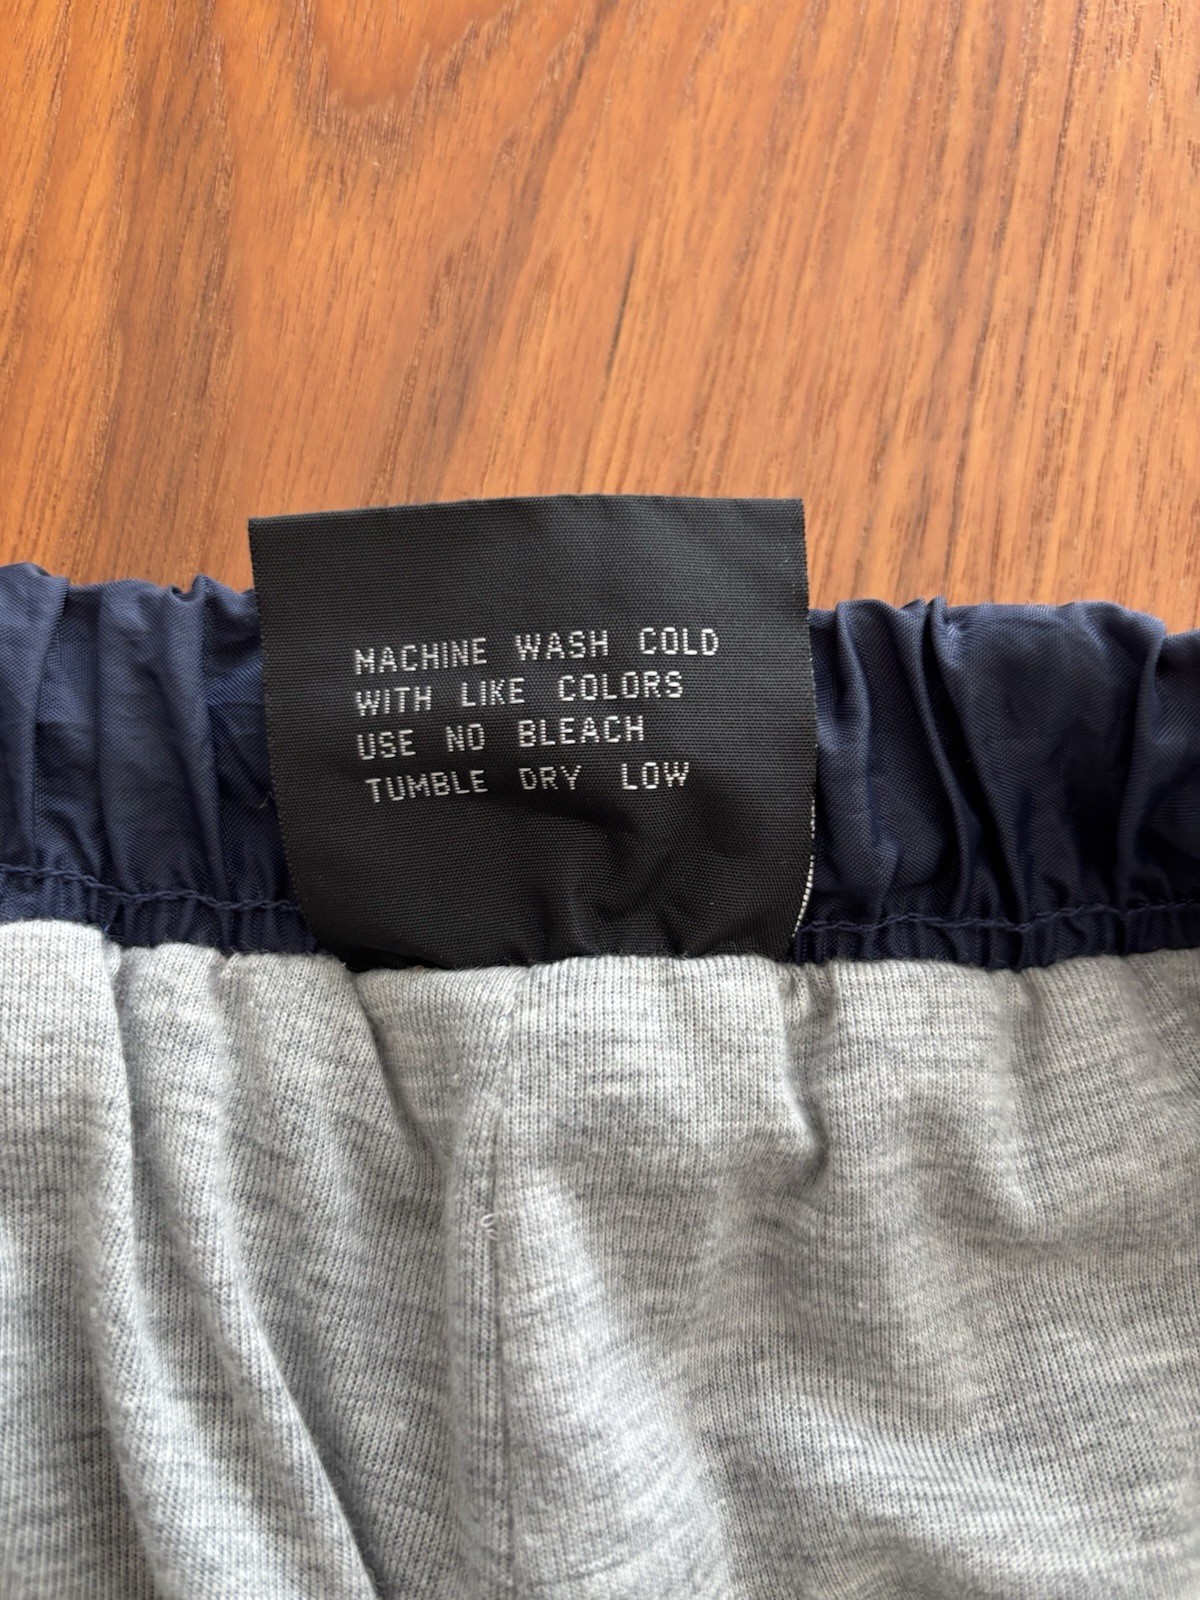 MACHINE WASH COLD
WITH LIKE COLORS
USE NO BLEACH
TUMBLE DRY LOW